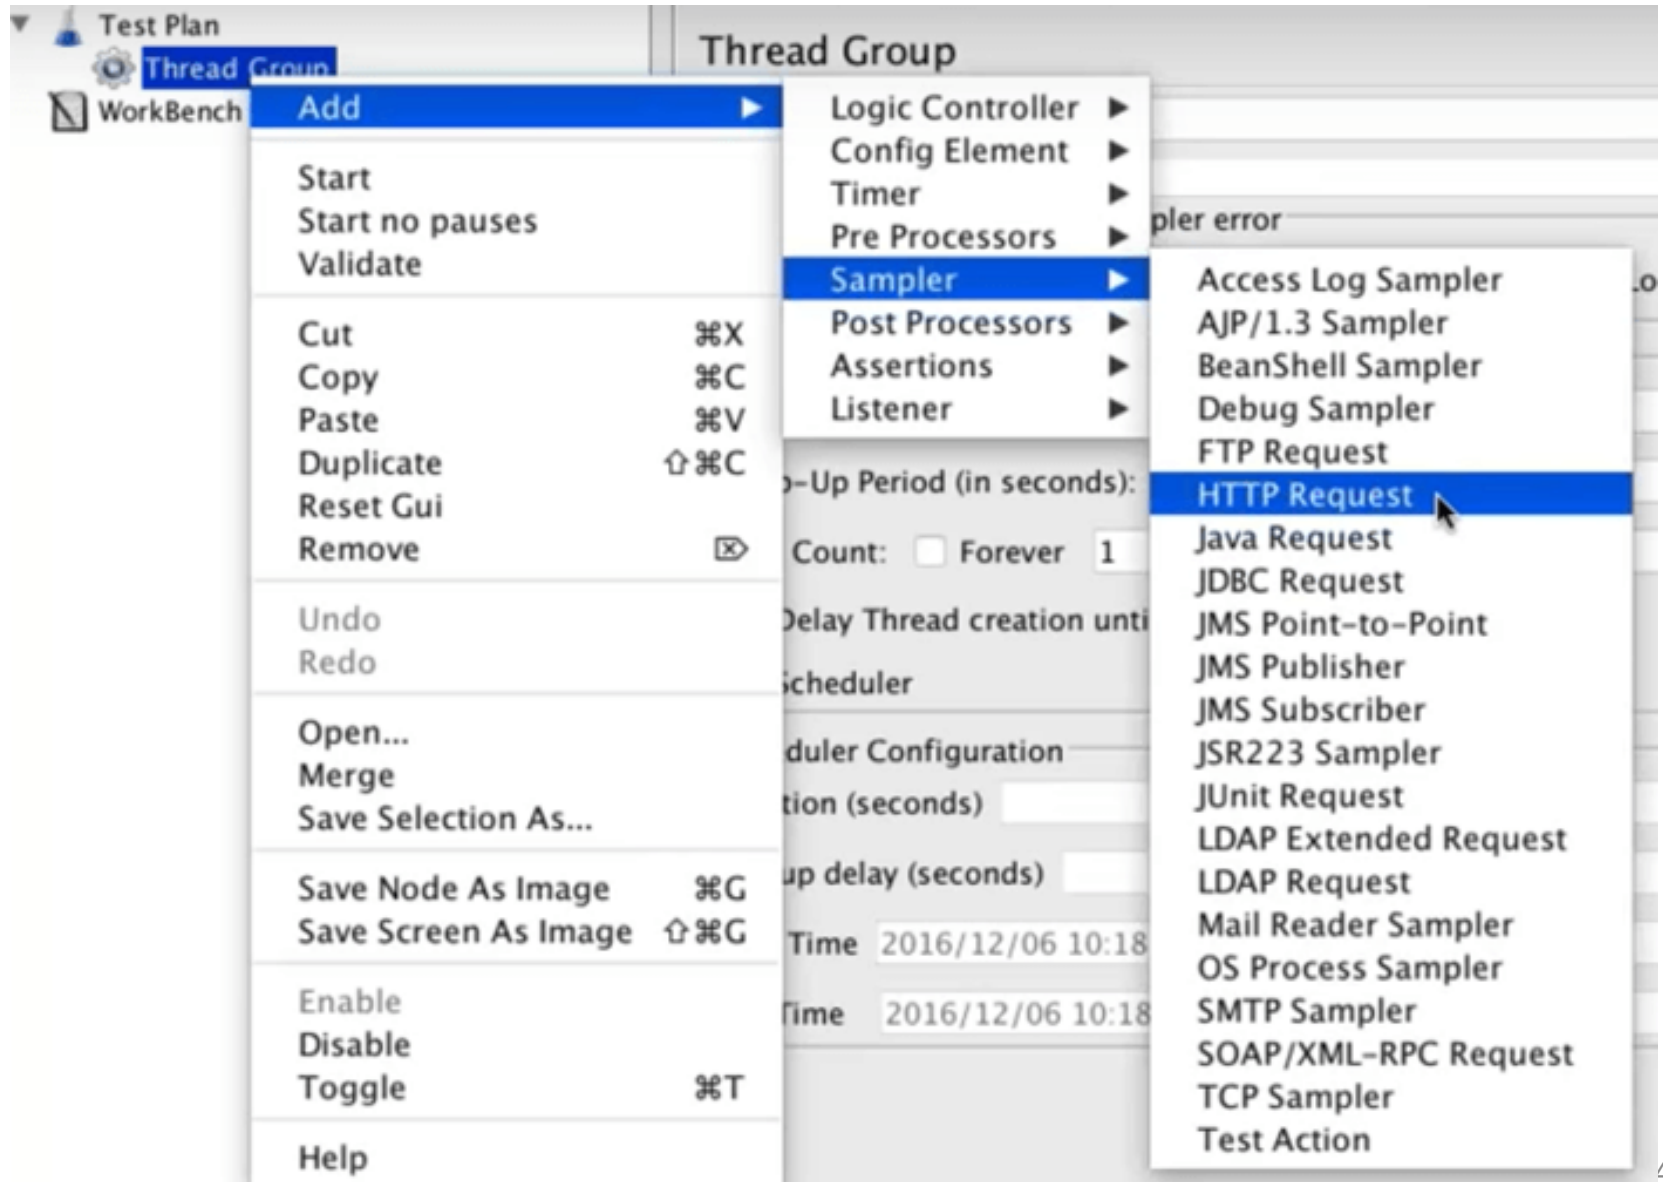 Test Plan
Thread Group
WorkBench
Thread Group
Add
Start
Start no pauses
Validate
Cut ⌘X
Copy ⌘C
Paste ⌘V
Duplicate ⇧⌘C
Reset Gui
Remove ⌦
Undo
Redo
Open...
Merge
Save Selection As...
Save Node As Image ⌘G
Save Screen As Image ⇧⌘G
Enable
Disable
Toggle ⌘T
Help
Logic Controller
Config Element
Timer
Pre Processors
Sampler
Post Processors
Assertions
Listener
pler error
Access Log Sampler
AJP/1.3 Sampler
BeanShell Sampler
Debug Sampler
FTP Request
HTTP Request
Java Request
JDBC Request
JMS Point-to-Point
JMS Publisher
JMS Subscriber
JSR223 Sampler
JUnit Request
LDAP Extended Request
LDAP Request
Mail Reader Sampler
OS Process Sampler
SMTP Sampler
SOAP/XML-RPC Request
TCP Sampler
Test Action
-Up Period (in seconds):
Count: Forever 1
Delay Thread creation unti
Scheduler
duler Configuration
tion (seconds)
up delay (seconds)
Time 2016/12/06 10:18
Time 2016/12/06 10:18